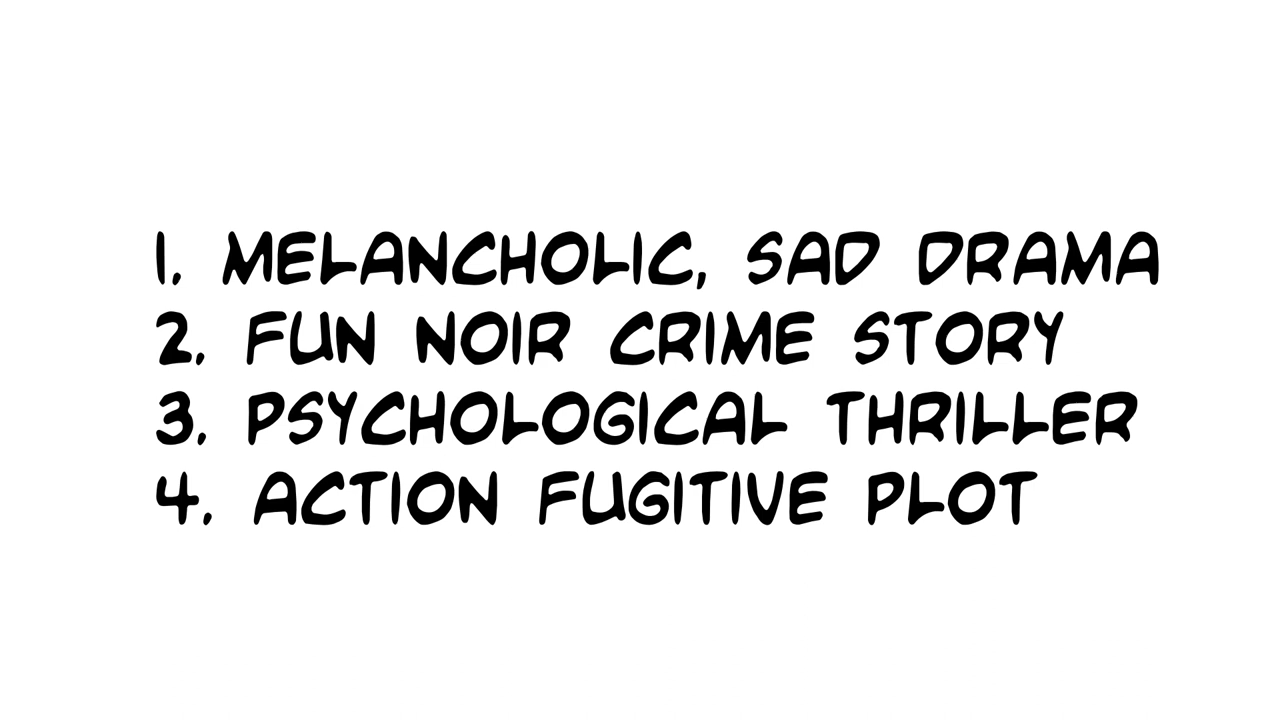 1. MELANCHOLIC, SAD DRAMA
2. FUN NOIR CRIME STORY
3. PSYCHOLOGICAL THRILLER
4. ACTION FUGITIVE PLOT